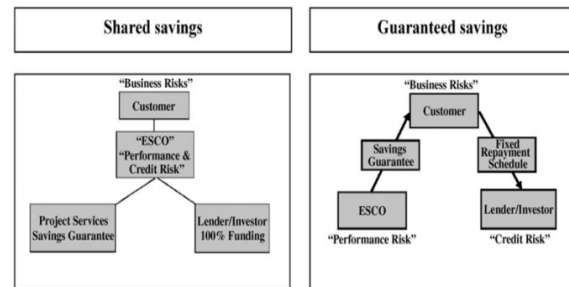 Shared savings
“Business Risks”
Customer
“ESCO”
“Performance &
Credit Risk”
Project Services
Savings Guarantee
Lender/Investor
100% Funding
Guaranteed savings
“Business Risks”
Customer
Savings
Guarantee
Fixed
Repayment
Schedule
ESCO
Lender/Investor
“Performance Risk”
“Credit Risk”